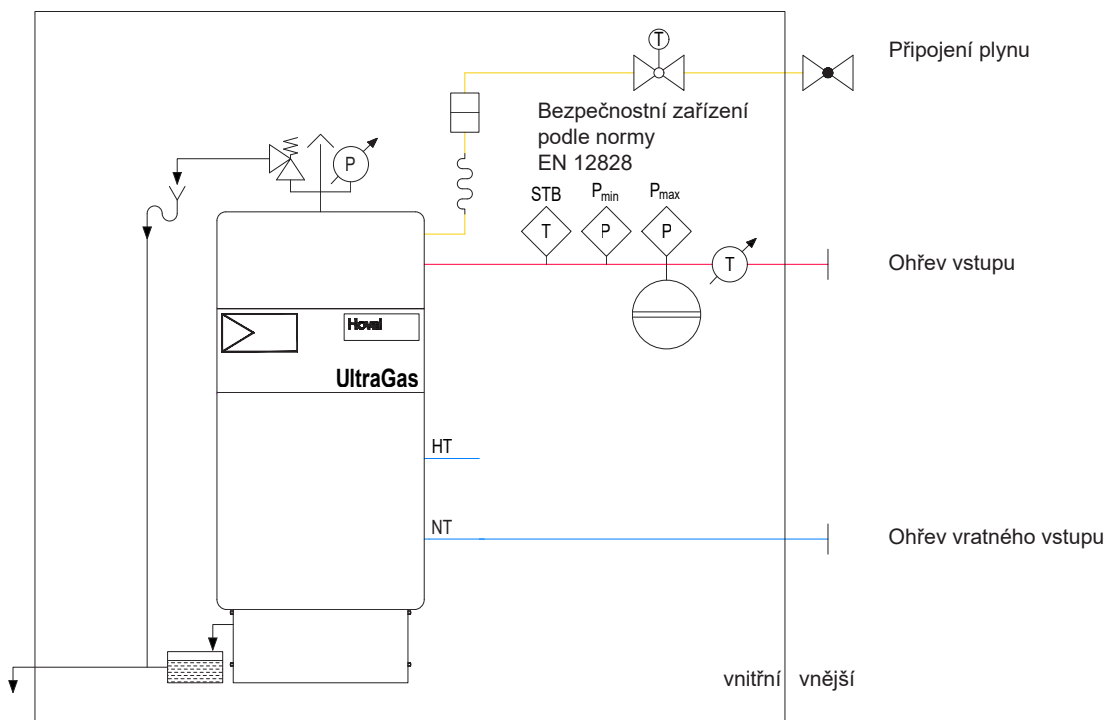 T
Připojení plynu
Bezpečnostní zařízení
podle normy
EN 12828
P
STB
Pmin
Pmax
T
P
P
T
Ohřev vstupu
Hoval
UltraGas
HT
NT
Ohřev vratného vstupu
vnitřní
vnější